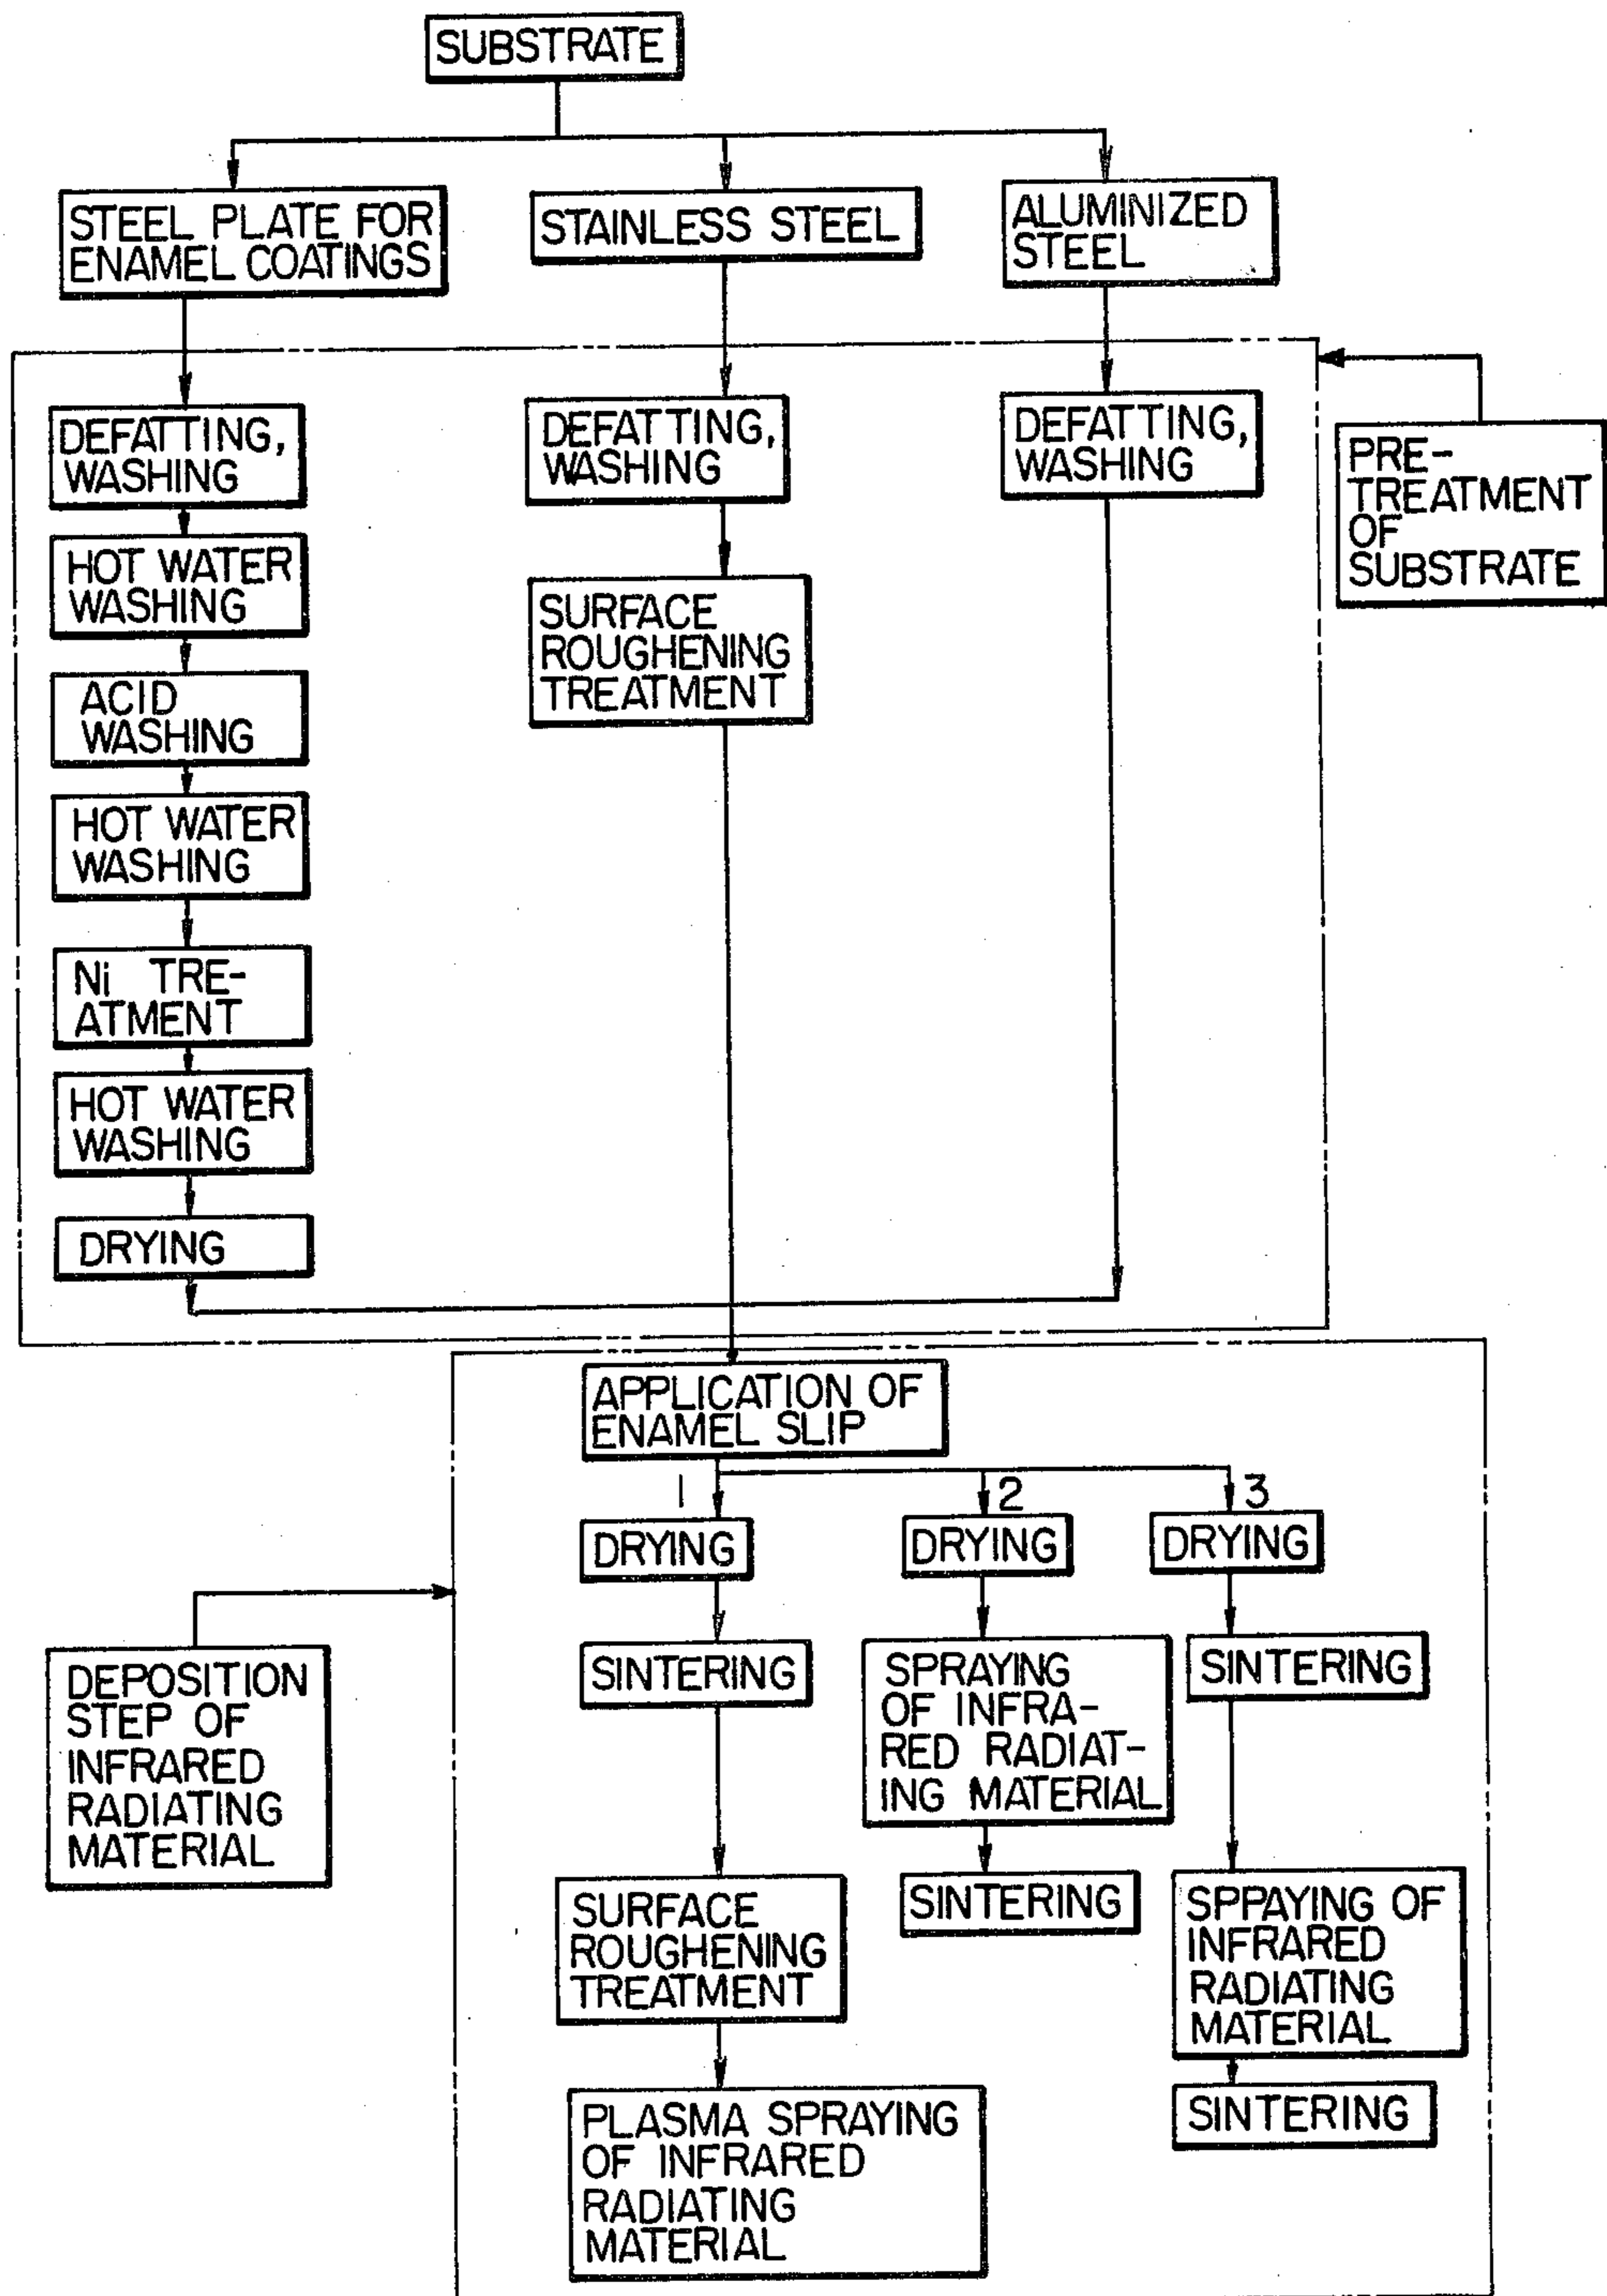 SUBSTRATE
STEEL PLATE FOR
ENAMEL COATINGS
STAINLESS STEEL
ALUMINIZED
STEEL
DEFATTING,
WASHING
HOT WATER
WASHING
ACID
WASHING
HOT WATER
WASHING
Ni TRE-
ATMENT
HOT WATER
WASHING
DRYING
DEFATTING,
WASHING
SURFACE
ROUGHENING
TREATMENT
DEFATTING,
WASHING
PRE-
TREATMENT
OF
SUBSTRATE
APPLICATION OF
ENAMEL SLIP
DEPOSITION
STEP OF
INFRARED
RADIATING
MATERIAL
1
DRYING
SINTERING
SURFACE
ROUGHENING
TREATMENT
PLASMA SPRAYING
OF INFRARED
RADIATING
MATERIAL
2
DRYING
SPRAYING
OF INFRA-
RED RADIAT-
ING MATERIAL
SINTERING
3
DRYING
SINTERING
SPPAYING OF
INFRARED
RADIATING
MATERIAL
SINTERING